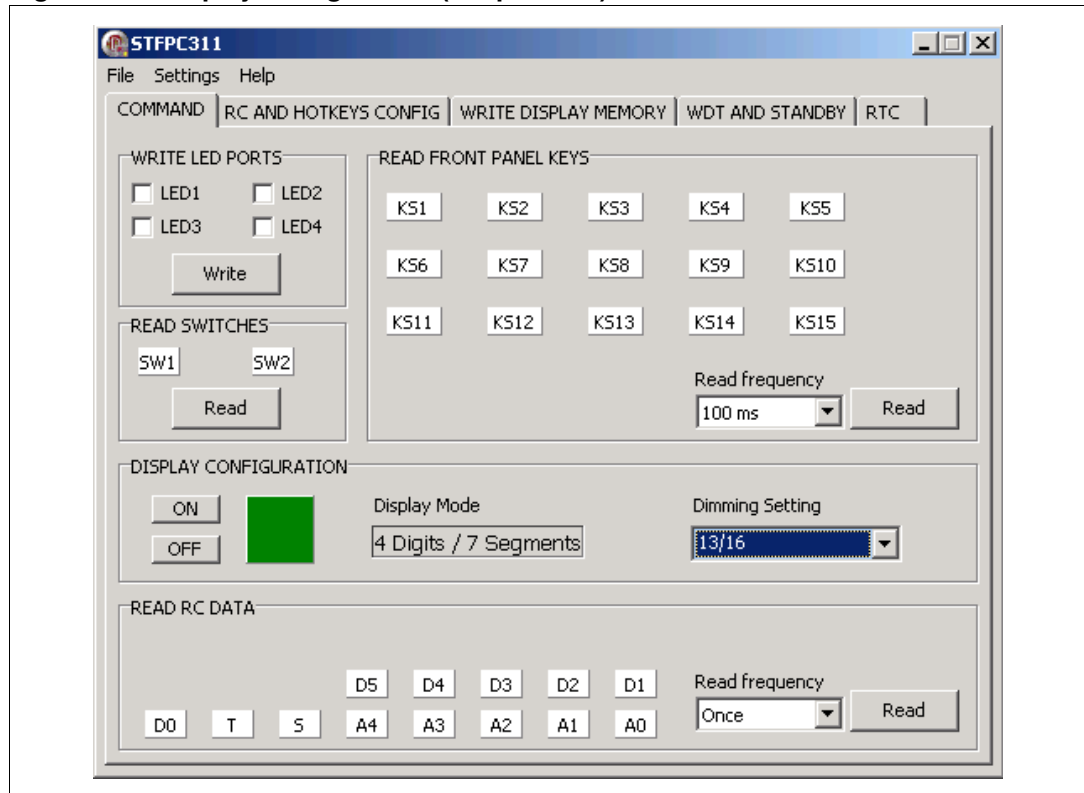 STFPC311
File Settings Help
COMMAND RC AND HOTKEYS CONFIG WRITE DISPLAY MEMORY WDT AND STANDBY RTC
WRITE LED PORTS
LED1 LED2
LED3 LED4
Write
READ SWITCHES
SW1 SW2
Read
READ FRONT PANEL KEYS
KS1 KS2 KS3 KS4 KS5
KS6 KS7 KS8 KS9 KS10
KS11 KS12 KS13 KS14 KS15
Read frequency
100 ms Read
DISPLAY CONFIGURATION
ON
OFF
Display Mode
4 Digits / 7 Segments
Dimming Setting
13/16
READ RC DATA
D5 D4 D3 D2 D1
D0 T S A4 A3 A2 A1 A0
Read frequency
Once Read